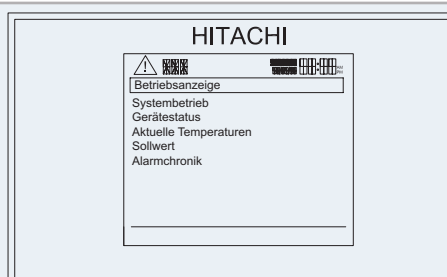 HITACHI
Betriebsanzeige
Systembetrieb
Gerätestatus
Aktuelle Temperaturen
Sollwert
Alarmchronik